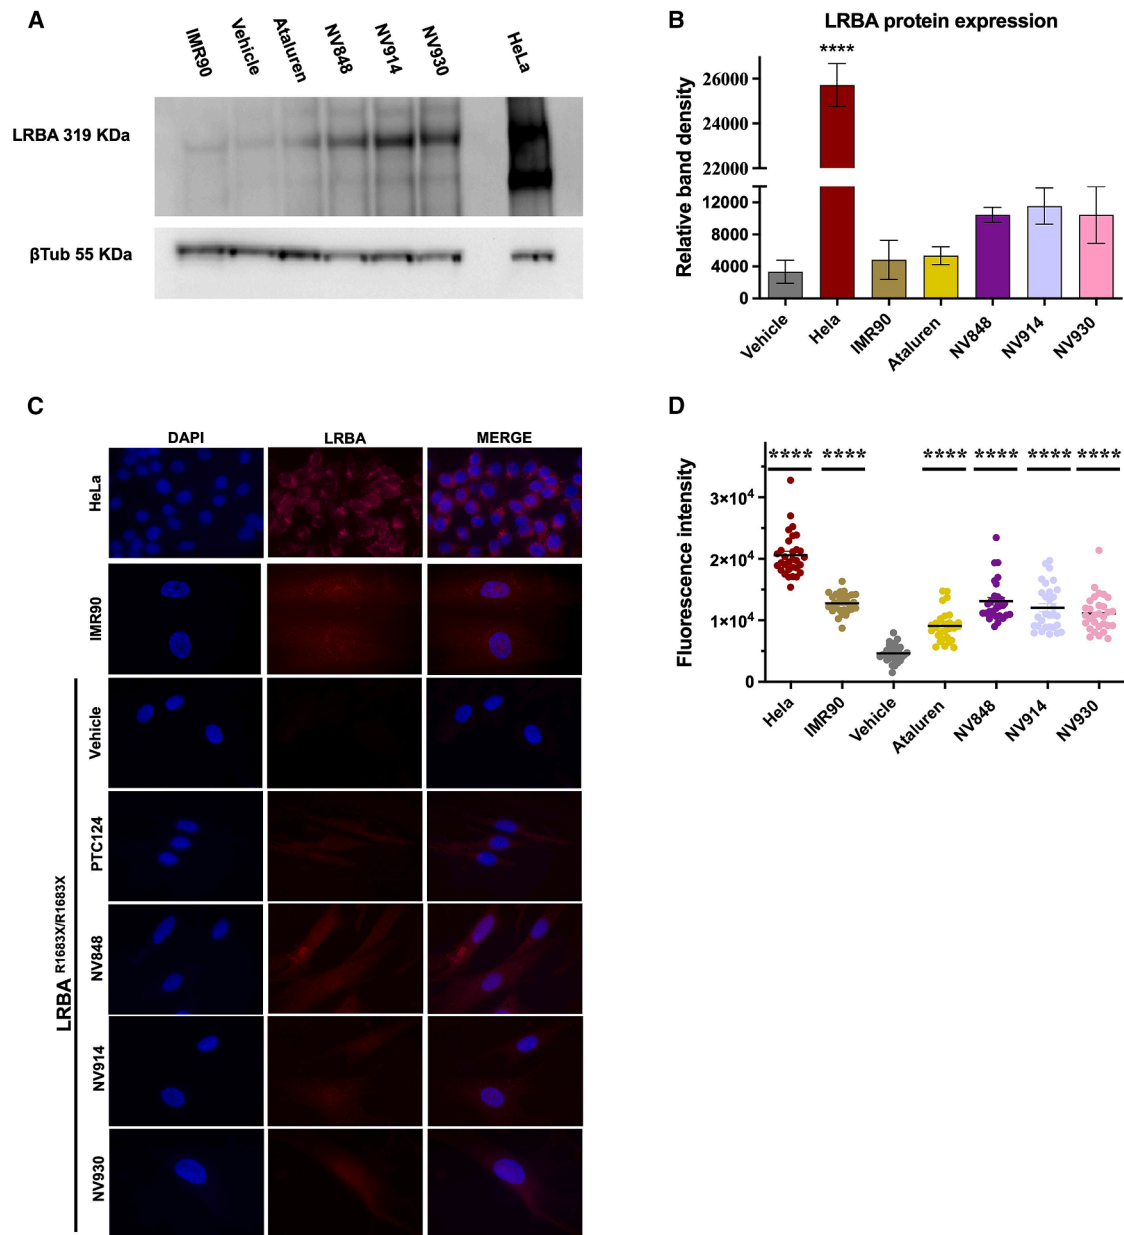 A
IMR90
Vehicle
Ataluren
NV848
NV914
NV930
HeLa
LRBA 319 KDa
βTub 55 KDa
B
LRBA protein expression
****
Relative band density
26000
24000
22000
12000
8000
4000
0
Vehicle
Hela
IMR90
Ataluren
NV848
NV914
NV930
C
DAPI
LRBA
MERGE
HeLa
IMR90
Vehicle
PTC124
NV848
NV914
NV930
LRBA R1683X/R1683X
D
**** **** **** **** **** ****
Fluorescence intensity
3×10⁴
2×10⁴
1×10⁴
0
Hela
IMR90
Vehicle
Ataluren
NV848
NV914
NV930